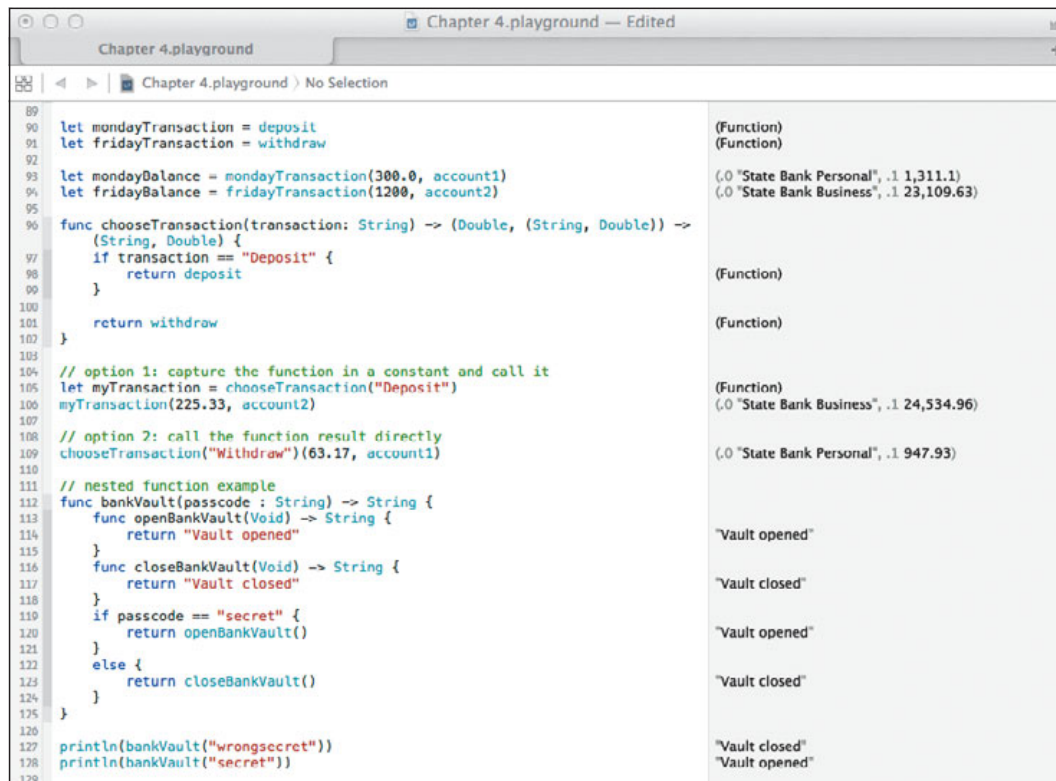 Chapter 4.playground — Edited
Chapter 4.playground
Chapter 4.playground › No Selection
89
90 let mondayTransaction = deposit (Function)
91 let fridayTransaction = withdraw (Function)
92
93 let mondayBalance = mondayTransaction(300.0, account1) (.0 "State Bank Personal", .1 1,311.1)
94 let fridayBalance = fridayTransaction(1200, account2) (.0 "State Bank Business", .1 23,109.63)
95
96 func chooseTransaction(transaction: String) -> (Double, (String, Double)) ->
(String, Double) {
97 if transaction == "Deposit" {
98 return deposit (Function)
99 }
100
101 return withdraw (Function)
102 }
103
104 // option 1: capture the function in a constant and call it
105 let myTransaction = chooseTransaction("Deposit") (Function)
106 myTransaction(225.33, account2) (.0 "State Bank Business", .1 24,534.96)
107
108 // option 2: call the function result directly
109 chooseTransaction("Withdraw")(63.17, account1) (.0 "State Bank Personal", .1 947.93)
110
111 // nested function example
112 func bankVault(passcode : String) -> String {
113 func openBankVault(Void) -> String {
114 return "Vault opened" "Vault opened"
115 }
116 func closeBankVault(Void) -> String {
117 return "Vault closed" "Vault closed"
118 }
119 if passcode == "secret" {
120 return openBankVault() "Vault opened"
121 }
122 else {
123 return closeBankVault() "Vault closed"
124 }
125 }
126
127 println(bankVault("wrongsecret")) "Vault closed"
128 println(bankVault("secret")) "Vault opened"
129